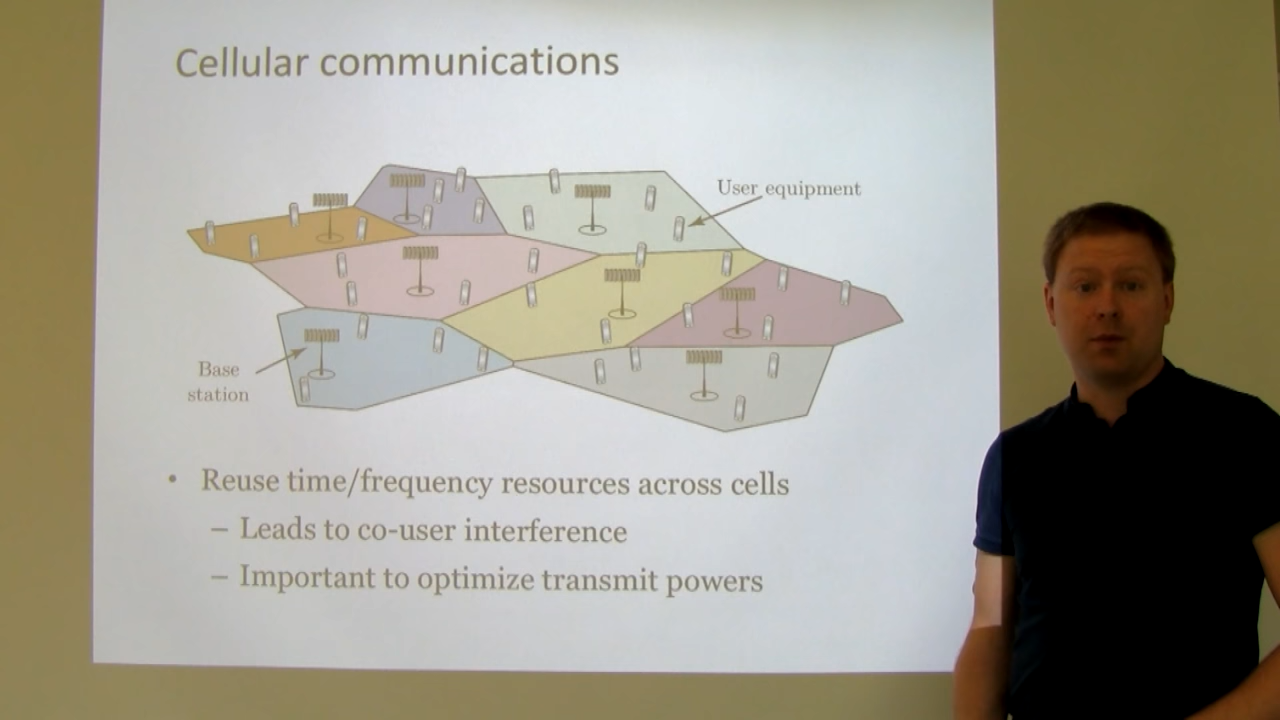 Cellular communications
User equipment
Base
station
• Reuse time/frequency resources across cells
– Leads to co-user interference
– Important to optimize transmit powers